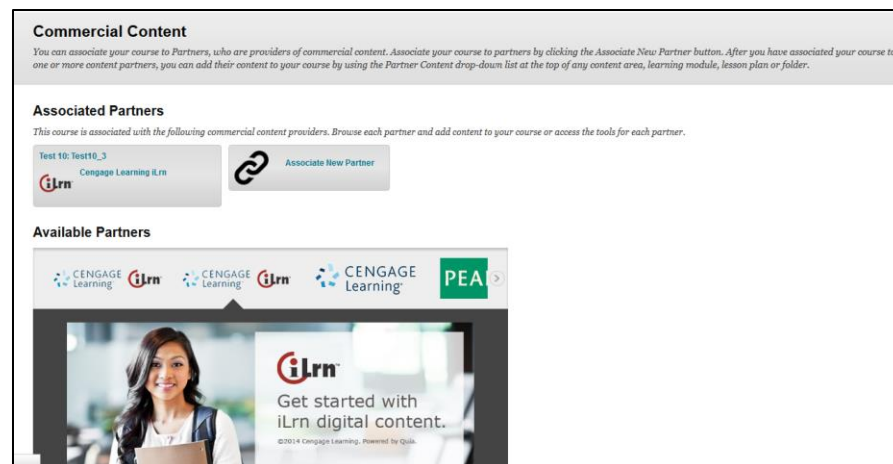 Commercial Content
You can associate your course to Partners, who are providers of commercial content. Associate your course to partners by clicking the Associate New Partner button. After you have associated your course to
one or more content partners, you can add their content to your course by using the Partner Content drop-down list at the top of any content area, learning module, lesson plan or folder.
Associated Partners
This course is associated with the following commercial content providers. Browse each partner and add content to your course or access the tools for each partner.
Test 10: Test10_3
iLrn
Cengage Learning iLrn
Associate New Partner
Available Partners
CENGAGE
Learning
iLrn
CENGAGE
Learning
iLrn
CENGAGE
Learning
PEA
iLrn
Get started with
iLrn digital content.
©2014 Cengage Learning. Powered by Quia.